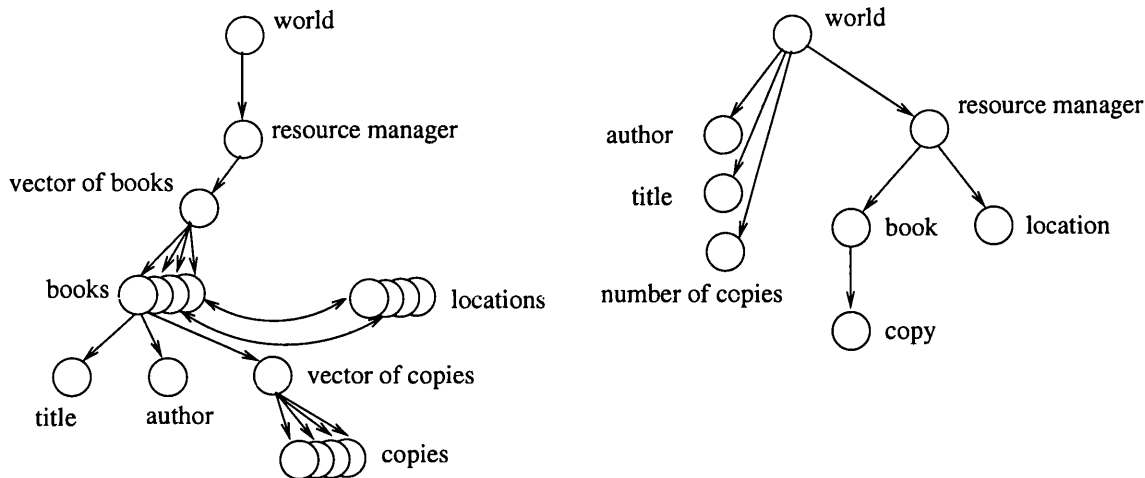 world
resource manager
vector of books
books
locations
vector of copies
title
author
copies
world
resource manager
author
title
book
location
number of copies
copy